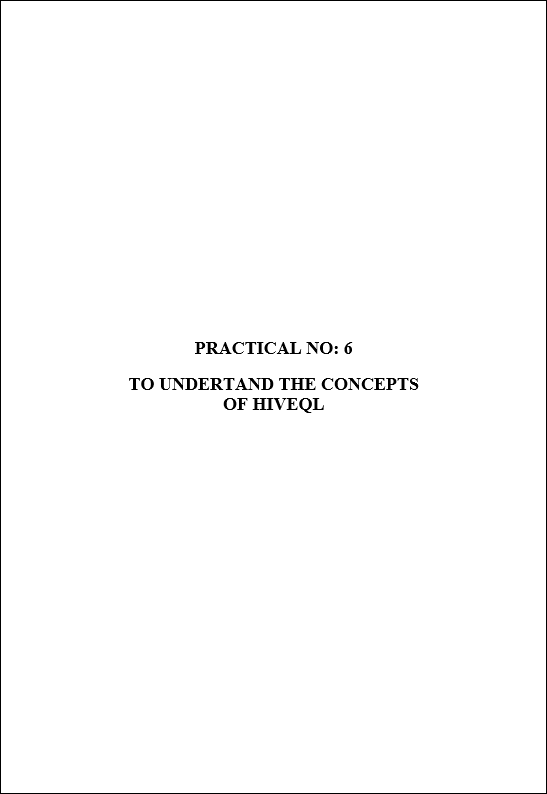 PRACTICAL NO: 6
TO UNDERTAND THE CONCEPTS
OF HIVEQL